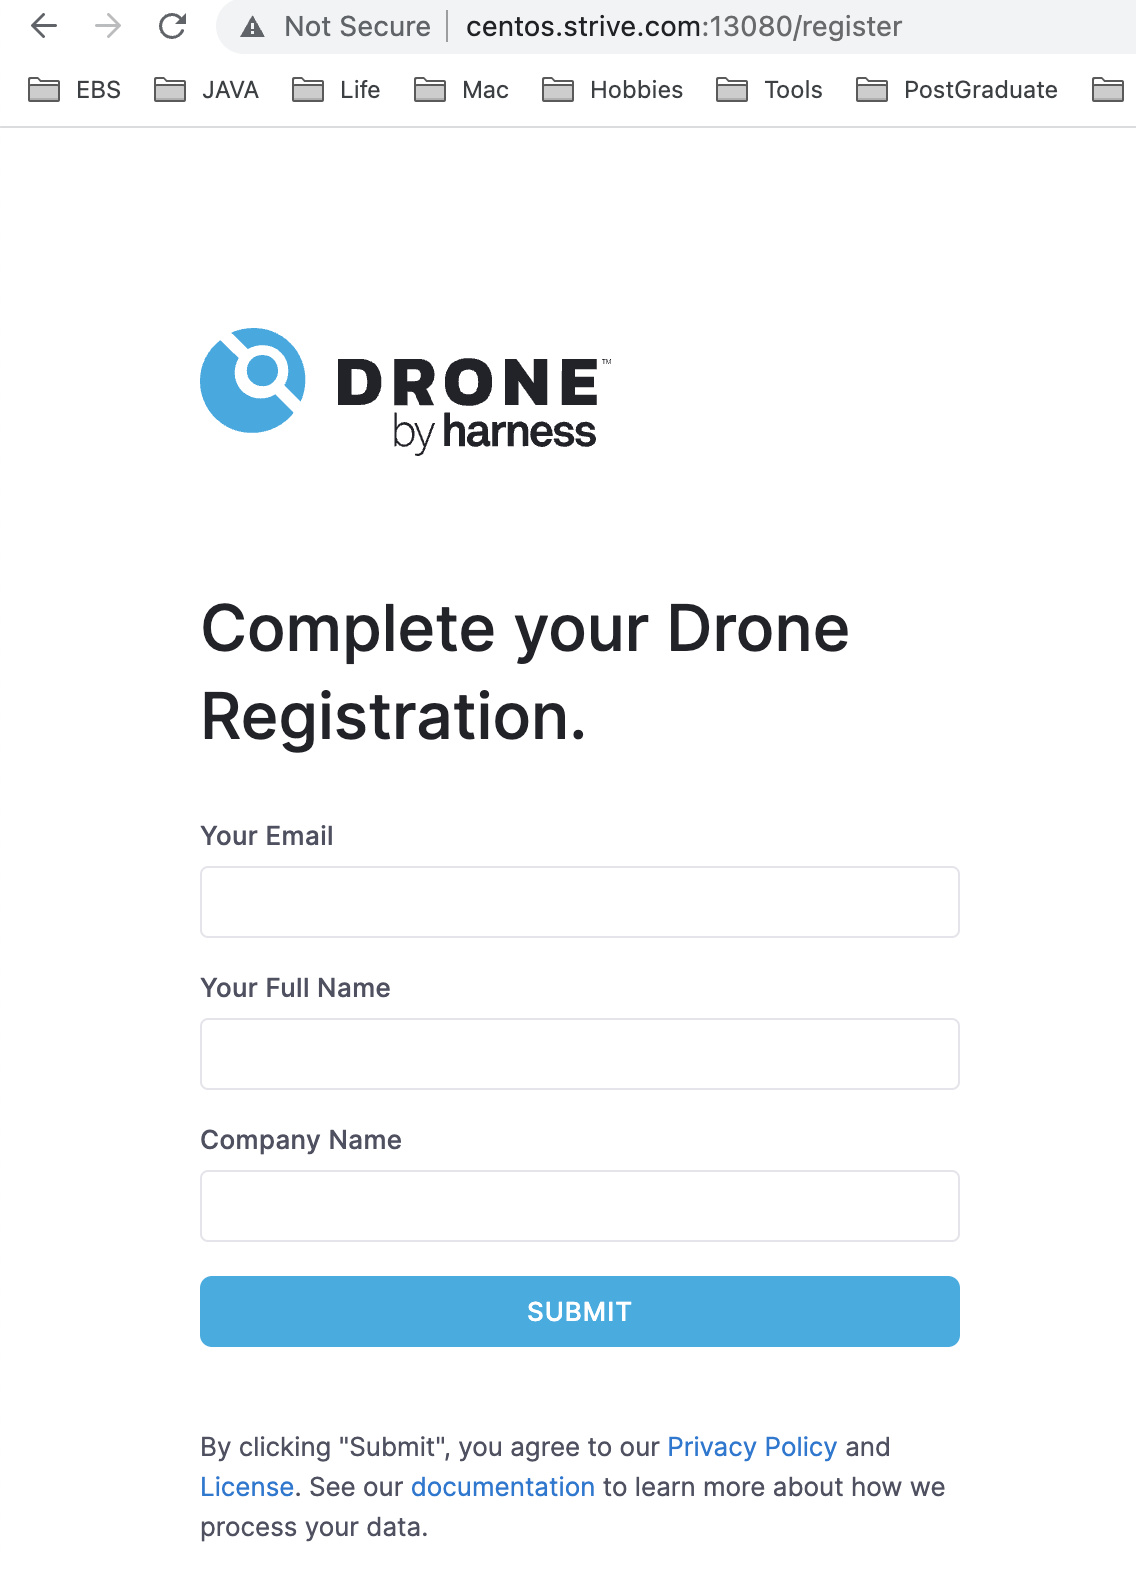 Not Secure | centos.strive.com:13080/register
EBS JAVA Life Mac Hobbies Tools PostGraduate
DRONE™
by harness
Complete your Drone
Registration.
Your Email
Your Full Name
Company Name
SUBMIT
By clicking "Submit", you agree to our Privacy Policy and
License. See our documentation to learn more about how we
process your data.